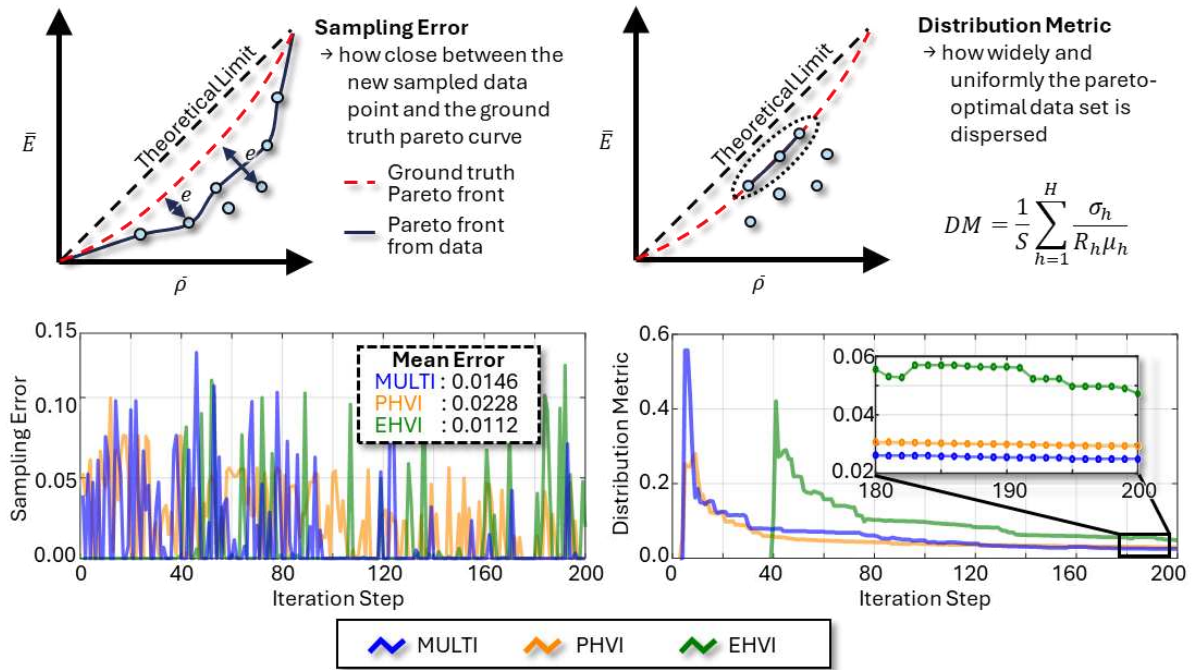 Sampling Error
→ how close between the
new sampled data
point and the ground
truth pareto curve
Theoretical Limit
e
e
Ground truth
Pareto front
Pareto front
from data
Ē
ρ̄
Distribution Metric
→ how widely and
uniformly the pareto-
optimal data set is
dispersed
Theoretical Limit
Ē
ρ̄
DM = 1/S ∑_{h=1}^{H} σ_h/(R_h μ_h)
0.15
0.10
0.05
0.00
Sampling Error
Mean Error
MULTI : 0.0146
PHVI : 0.0228
EHVI : 0.0112
0 40 80 120 160 200
Iteration Step
0.6
0.4
0.2
0.0
Distribution Metric
0.06
0.04
0.02
180 190 200
0 40 80 120 160 200
Iteration Step
MULTI PHVI EHVI